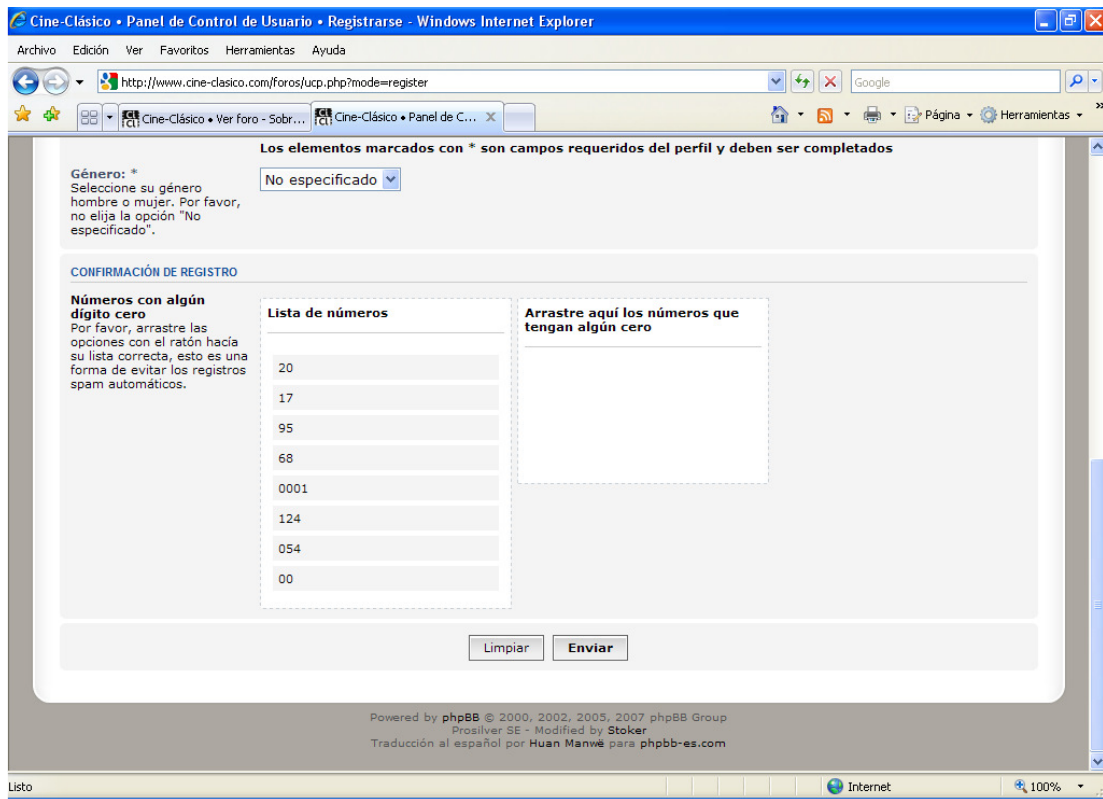 Cine-Clásico • Panel de Control de Usuario • Registrarse - Windows Internet Explorer
Archivo Edición Ver Favoritos Herramientas Ayuda
http://www.cine-clasico.com/foros/ucp.php?mode=register
Google
Cine-Clásico • Ver foro - Sobr...
Cine-Clásico • Panel de C...
Página
Herramientas
Los elementos marcados con * son campos requeridos del perfil y deben ser completados
Género: *
Seleccione su género
hombre o mujer. Por favor,
no elija la opción "No
especificado".
No especificado
CONFIRMACIÓN DE REGISTRO
Números con algún
dígito cero
Por favor, arrastre las
opciones con el ratón hacía
su lista correcta, esto es una
forma de evitar los registros
spam automáticos.
Lista de números
20
17
95
68
0001
124
054
00
Arrastre aquí los números que
tengan algún cero
Limpiar
Enviar
Powered by phpBB © 2000, 2002, 2005, 2007 phpBB Group
Prosilver SE - Modified by Stoker
Traducción al español por Huan Manwë para phpbb-es.com
Listo
Internet
100%